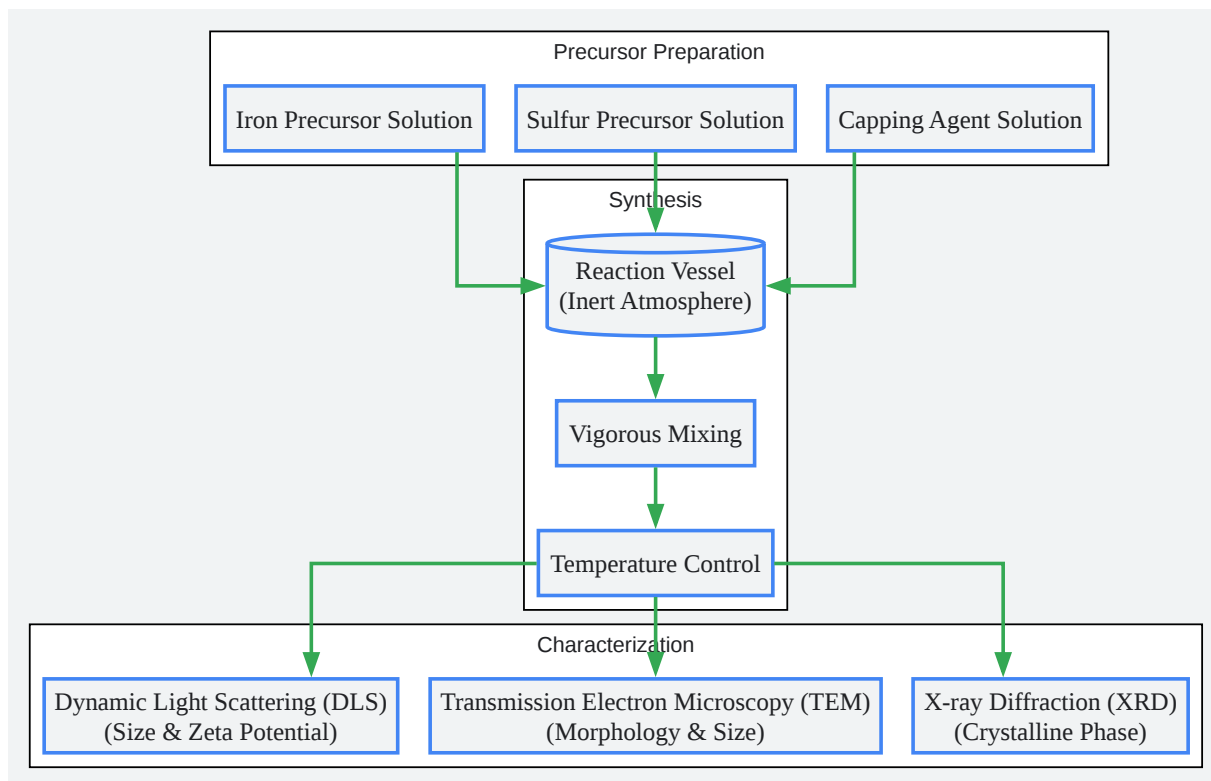 Precursor Preparation
Iron Precursor Solution
Sulfur Precursor Solution
Capping Agent Solution
Synthesis
Reaction Vessel
(Inert Atmosphere)
Vigorous Mixing
Temperature Control
Characterization
Dynamic Light Scattering (DLS)
(Size & Zeta Potential)
Transmission Electron Microscopy (TEM)
(Morphology & Size)
X-ray Diffraction (XRD)
(Crystalline Phase)